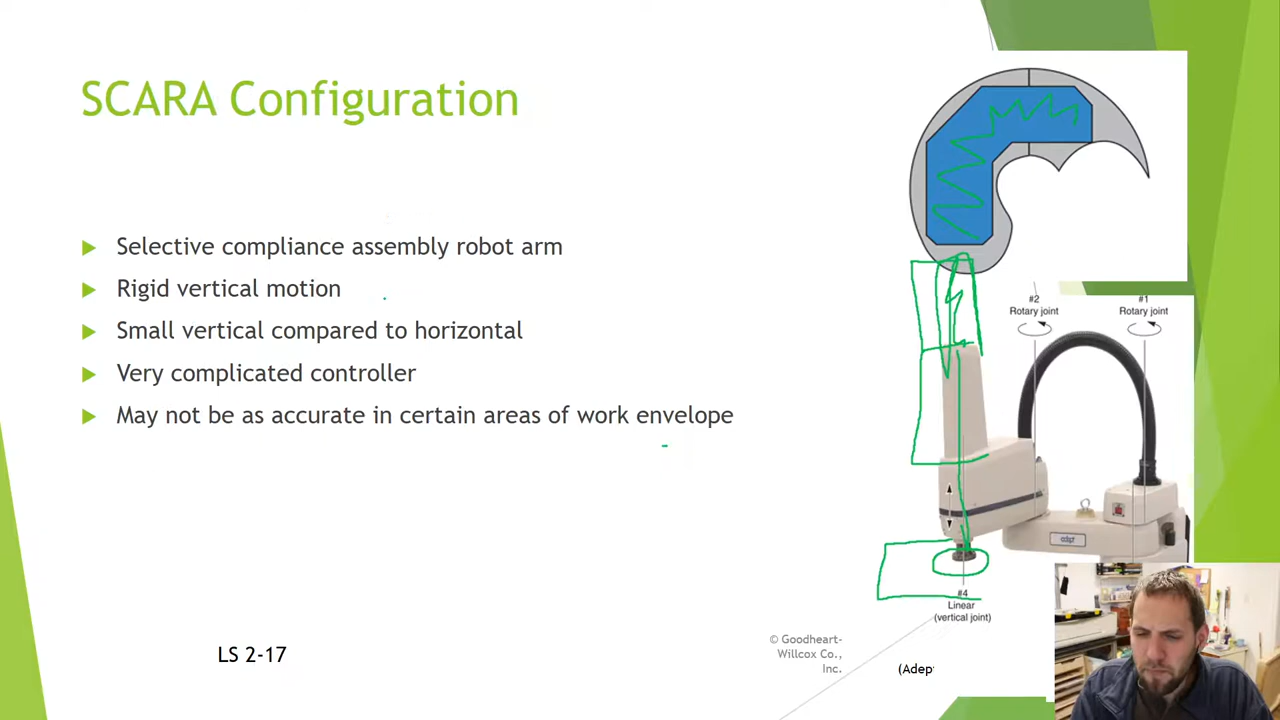 SCARA Configuration
Selective compliance assembly robot arm
Rigid vertical motion
Small vertical compared to horizontal
Very complicated controller
May not be as accurate in certain areas of work envelope
#2
Rotary joint
#1
Rotary joint
adept
#4
Linear
(vertical joint)
LS 2-17
© Goodheart-
Willcox Co.,
Inc.
(Adep